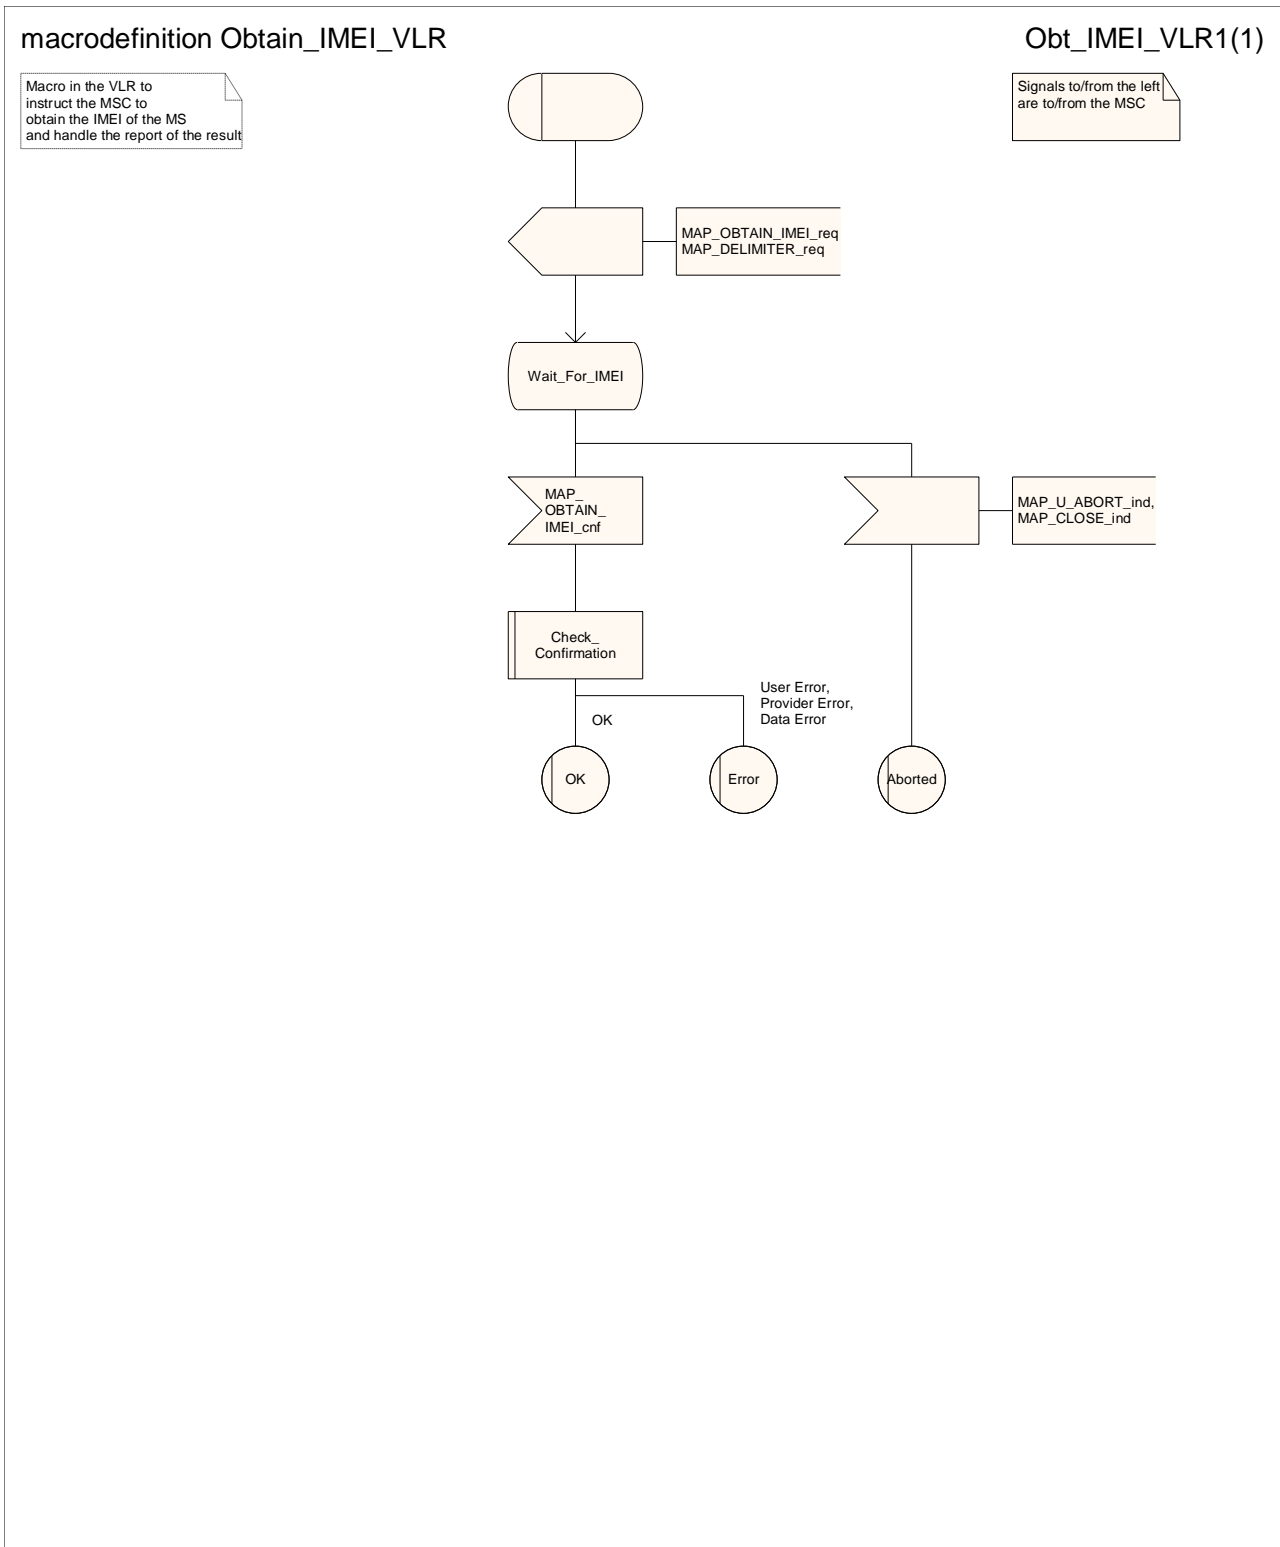 macrodefinition Obtain_IMEI_VLR
Obt_IMEI_VLR1(1)
Macro in the VLR to
instruct the MSC to
obtain the IMEI of the MS
and handle the report of the result
Signals to/from the left
are to/from the MSC
MAP_OBTAIN_IMEI_req
MAP_DELIMITER_req
Wait_For_IMEI
MAP_
OBTAIN_
IMEI_cnf
MAP_U_ABORT_ind,
MAP_CLOSE_ind
Check_
Confirmation
User Error,
Provider Error,
Data Error
OK
OK
Error
Aborted